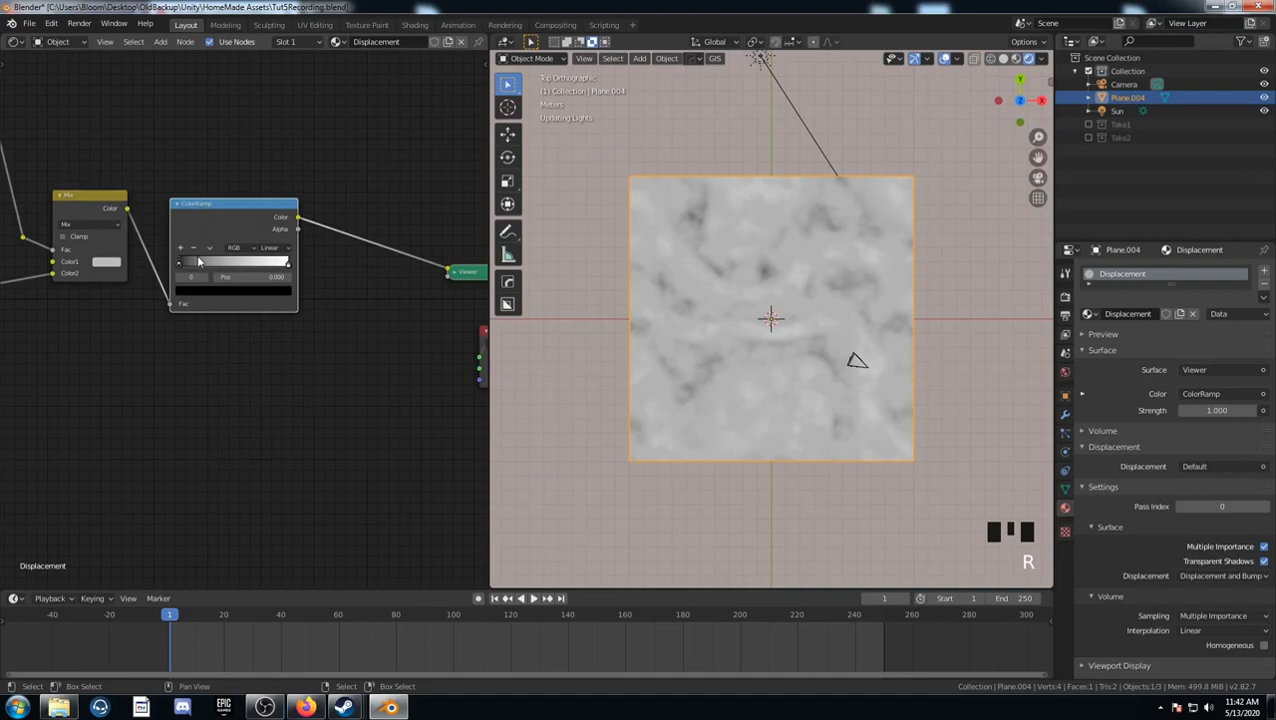 Blender* [C:\Users\Bloom\Desktop\OldBackup\Unity\HomeMade Assets\Tut5Recording.blend]
File Edit Render Window Help Layout Modeling Sculpting UV Editing Texture Paint Shading Animation Rendering Compositing Scripting + Scene View Layer
Object View Select Add Node Use Nodes Slot 1 Displacement Global Options
Object Mode View Select Add Object GIS
Top Orthographic
(1) Collection | Plane.004
Meters
Updating Lights
Y
Z X
Scene Collection
Collection
Camera
Plane.004
Sun
Take1
Take2
Mix
Color
Mix
Clamp
Fac
Color1
Color2
ColorRamp
Color
Alpha
+ − RGB Linear
0 Pos 0.000
Fac
Viewer
Displacement
R
Plane.004 Displacement
Displacement
Displacement Data
Preview
Surface
Surface Viewer
Color ColorRamp
Strength 1.000
Volume
Displacement
Displacement Default
Settings
Pass Index 0
Surface
Multiple Importance
Transparent Shadows
Displacement Displacement and Bump
Volume
Sampling Multiple Importance
Interpolation Linear
Homogeneous
Viewport Display
Playback Keying View Marker 1 Start 1 End 250
-40 -20 1 20 40 60 80 100 120 140 160 180 200 220 240 260 280 300
Select Box Select Pan View Select Box Select Collection | Plane.004 | Verts:4 | Faces:1 | Tris:2 | Objects:1/3 | Mem: 499.8 MiB | v2.82.7
EPIC GAMES
11:42 AM
5/13/2020